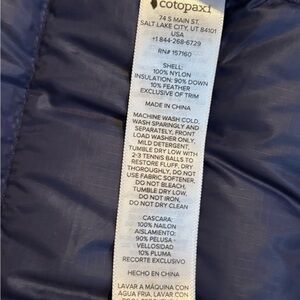 cotopaxi
74 S MAIN ST,
SALT LAKE CITY, UT 84101
USA
+1 844-268-6729
RN# 157160
SHELL:
100% NYLON
INSULATION: 90% DOWN
10% FEATHER
EXCLUSIVE OF TRIM
MADE IN CHINA
MACHINE WASH COLD,
WASH SPARINGLY AND
SEPARATELY, FRONT
LOAD WASHER ONLY,
MILD DETERGENT,
TUMBLE DRY LOW WITH
2-3 TENNIS BALLS TO
RESTORE FLUFF, DRY
THOROUGHLY, DO NOT
USE FABRIC SOFTENER,
DO NOT BLEACH,
TUMBLE DRY LOW,
DO NOT IRON,
DO NOT DRY CLEAN
CASCARA:
100% NAILON
AISLAMIENTO:
90% PELUSA -
VELLOSIDAD
10% PLUMA
RECORTE EXCLUSIVO
HECHO EN CHINA
LAVAR A MÁQUINA CON
AGUA FRIA, LAVAR CON